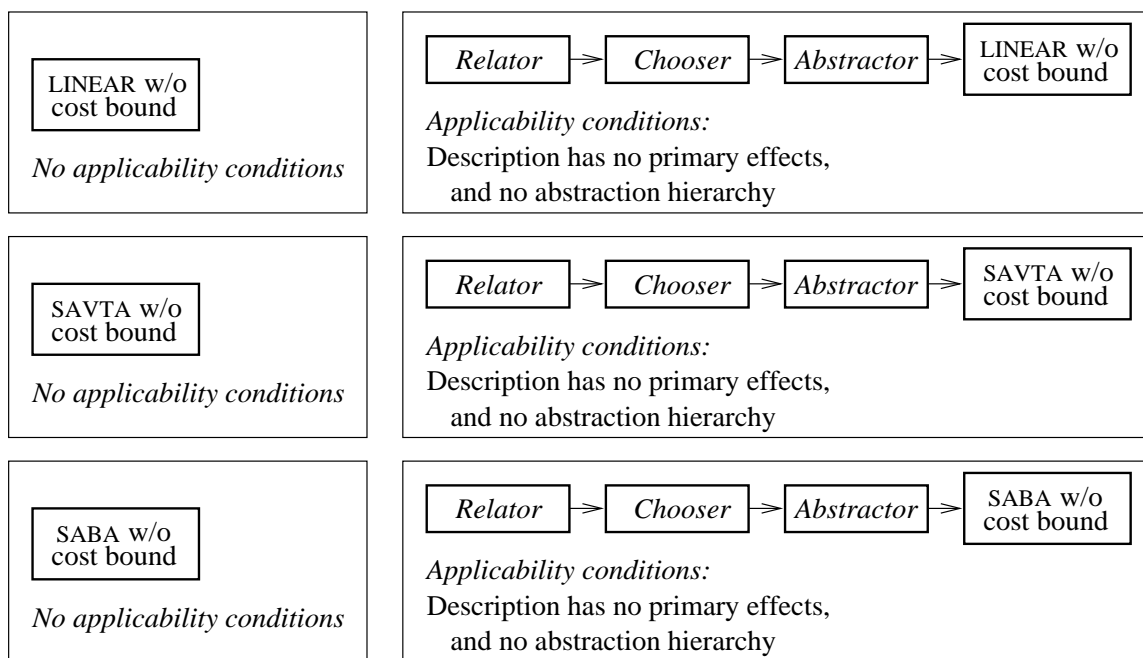 LINEAR w/o
cost bound
No applicability conditions
Relator
Chooser
Abstractor
LINEAR w/o
cost bound
Applicability conditions:
Description has no primary effects,
and no abstraction hierarchy
SAVTA w/o
cost bound
No applicability conditions
Relator
Chooser
Abstractor
SAVTA w/o
cost bound
Applicability conditions:
Description has no primary effects,
and no abstraction hierarchy
SABA w/o
cost bound
No applicability conditions
Relator
Chooser
Abstractor
SABA w/o
cost bound
Applicability conditions:
Description has no primary effects,
and no abstraction hierarchy